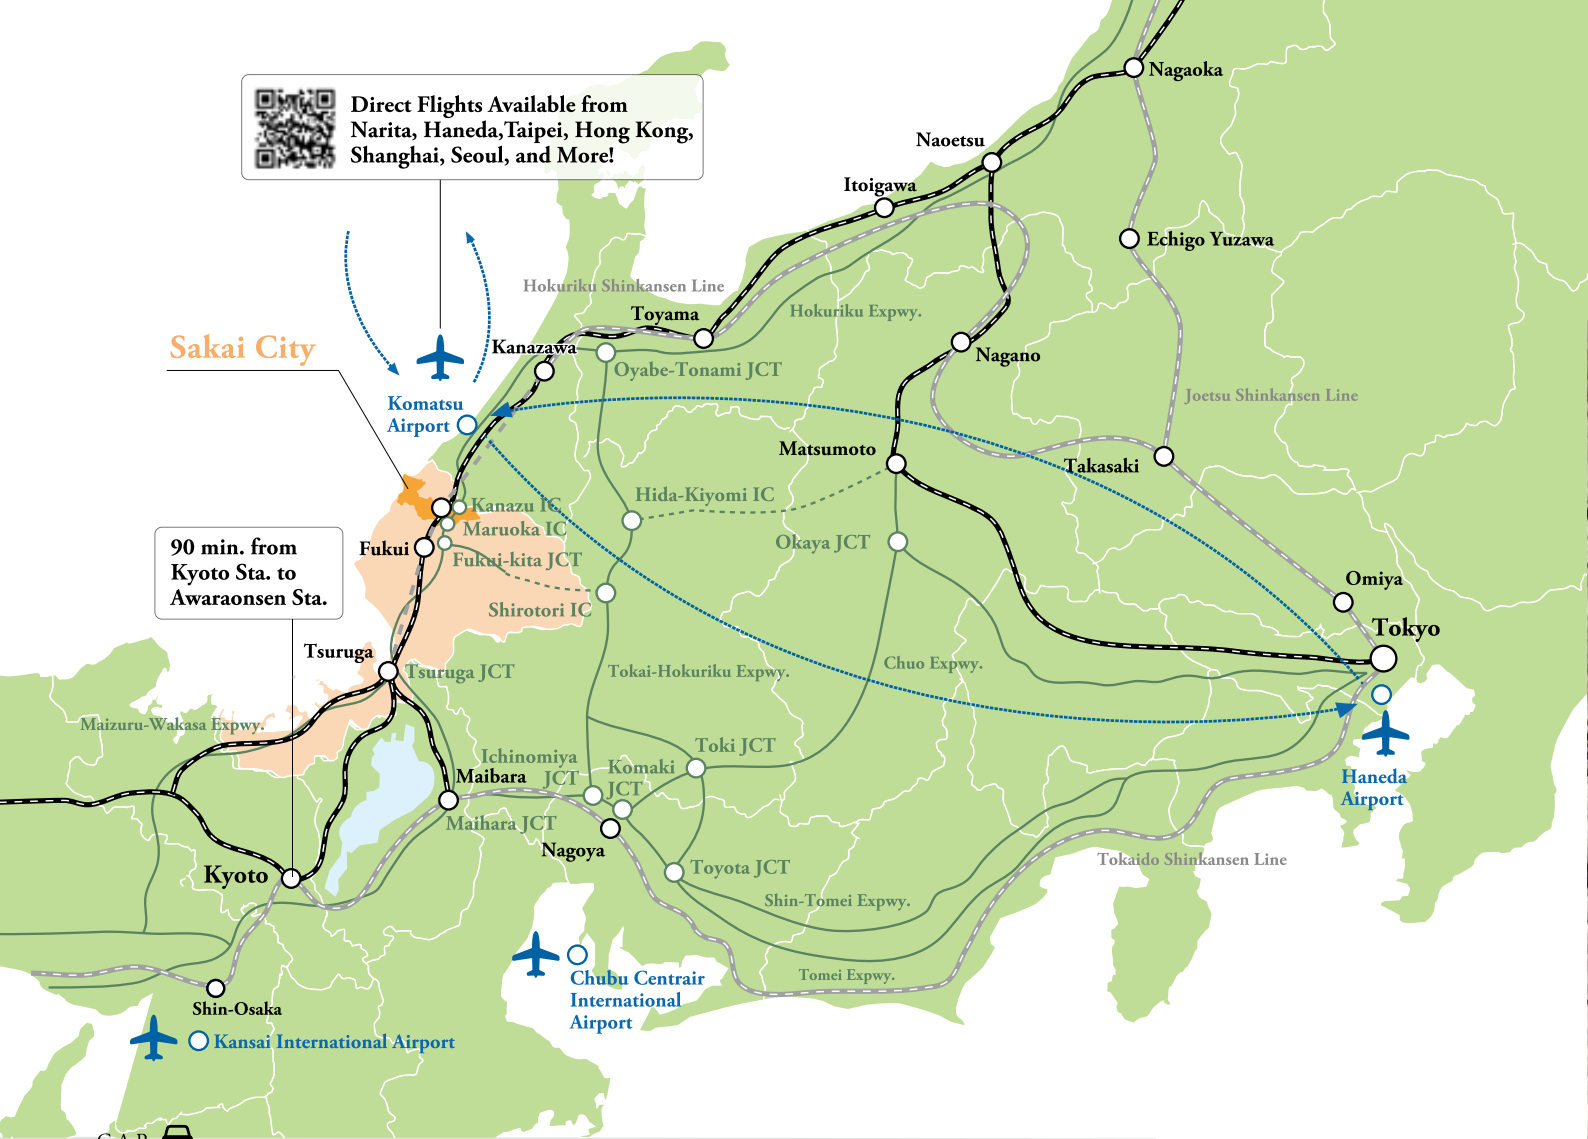 Nagaoka
Direct Flights Available from
Narita, Haneda,Taipei, Hong Kong,
Shanghai, Seoul, and More!
Naoetsu
Itoigawa
Echigo Yuzawa
Hokuriku Shinkansen Line
Toyama
Hokuriku Expwy.
Sakai City
Kanazawa
Nagano
Oyabe-Tonami JCT
Joetsu Shinkansen Line
Komatsu
Airport
Matsumoto
Takasaki
Hida-Kiyomi IC
Kanazu IC
Maruoka IC
Okaya JCT
Fukui
Fukui-kita JCT
90 min. from
Kyoto Sta. to
Awaraonsen Sta.
Omiya
Shirotori IC
Tokyo
Tsuruga
Tsuruga JCT
Tokai-Hokuriku Expwy.
Chuo Expwy.
Maizuru-Wakasa Expwy.
Toki JCT
Ichinomiya
JCT
Komaki
JCT
Maibara
Haneda
Airport
Maihara JCT
Nagoya
Tokaido Shinkansen Line
Kyoto
Toyota JCT
Shin-Tomei Expwy.
Tomei Expwy.
Chubu Centrair
International
Airport
Shin-Osaka
Kansai International Airport
CAR